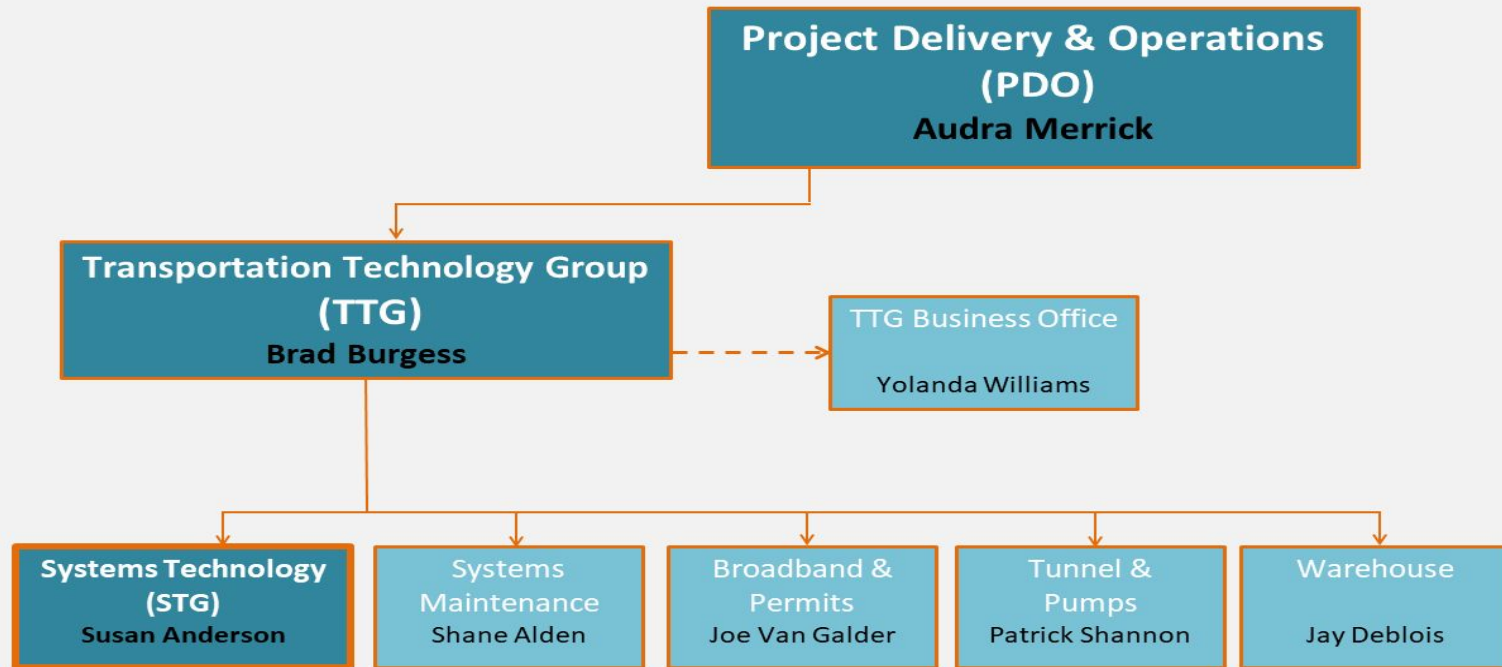 Project Delivery & Operations
(PDO)
Audra Merrick
Transportation Technology Group
(TTG)
Brad Burgess
TTG Business Office
Yolanda Williams
Systems Technology
(STG)
Susan Anderson
Systems
Maintenance
Shane Alden
Broadband &
Permits
Joe Van Galder
Tunnel &
Pumps
Patrick Shannon
Warehouse
Jay Deblois